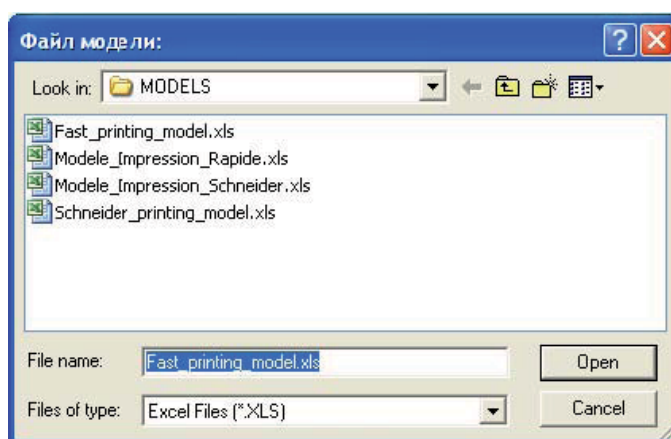 Файл модели:
Look in: MODELS
Fast_printing_model.xls
Modele_Impression_Rapide.xls
Modele_Impression_Schneider.xls
Schneider_printing_model.xls
File name: Fast_printing_model.xls Open
Files of type: Excel Files (*.XLS) Cancel